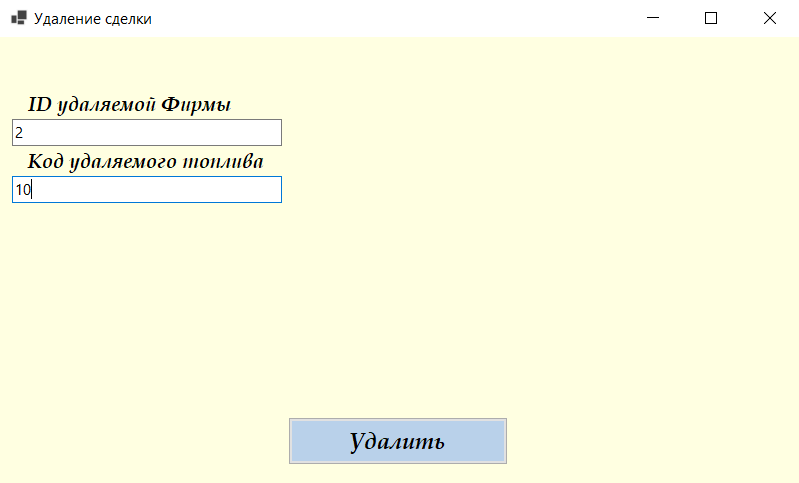 Удаление сделки
ID удаляемой Фирмы
2
Код удаляемого топлива
10
Удалить